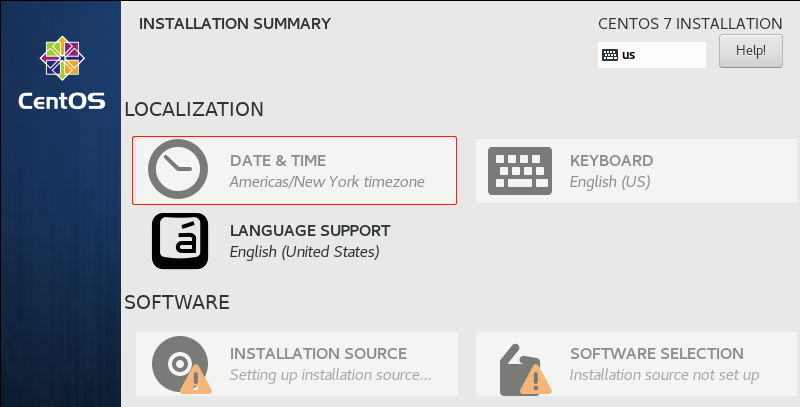 INSTALLATION SUMMARY
CENTOS 7 INSTALLATION
us
Help!
CentOS
LOCALIZATION
DATE & TIME
Americas/New York timezone
KEYBOARD
English (US)
á
LANGUAGE SUPPORT
English (United States)
SOFTWARE
INSTALLATION SOURCE
Setting up installation source...
SOFTWARE SELECTION
Installation source not set up